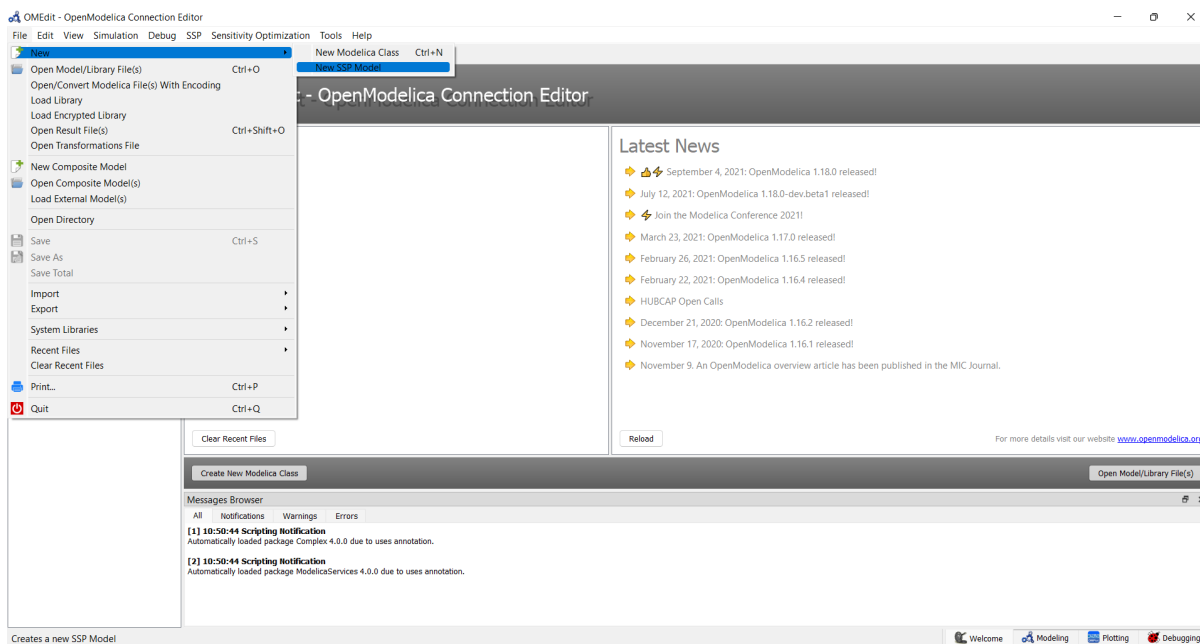 OMEdit - OpenModelica Connection Editor
File Edit View Simulation Debug SSP Sensitivity Optimization Tools Help
New
New Modelica Class Ctrl+N
New SSP Model
Open Model/Library File(s) Ctrl+O
Open/Convert Modelica File(s) With Encoding
Load Library
Load Encrypted Library
Open Result File(s) Ctrl+Shift+O
Open Transformations File
New Composite Model
Open Composite Model(s)
Load External Model(s)
Open Directory
Save Ctrl+S
Save As
Save Total
Import
Export
System Libraries
Recent Files
Clear Recent Files
Print... Ctrl+P
Quit Ctrl+Q
- OpenModelica Connection Editor
Latest News
September 4, 2021: OpenModelica 1.18.0 released!
July 12, 2021: OpenModelica 1.18.0-dev.beta1 released!
Join the Modelica Conference 2021!
March 23, 2021: OpenModelica 1.17.0 released!
February 26, 2021: OpenModelica 1.16.5 released!
February 22, 2021: OpenModelica 1.16.4 released!
HUBCAP Open Calls
December 21, 2020: OpenModelica 1.16.2 released!
November 17, 2020: OpenModelica 1.16.1 released!
November 9. An OpenModelica overview article has been published in the MIC Journal.
Clear Recent Files
Reload
For more details visit our website www.openmodelica.org
Create New Modelica Class
Open Model/Library File(s)
Messages Browser
All Notifications Warnings Errors
[1] 10:50:44 Scripting Notification
Automatically loaded package Complex 4.0.0 due to uses annotation.
[2] 10:50:44 Scripting Notification
Automatically loaded package ModelicaServices 4.0.0 due to uses annotation.
Creates a new SSP Model
Welcome Modeling Plotting Debugging